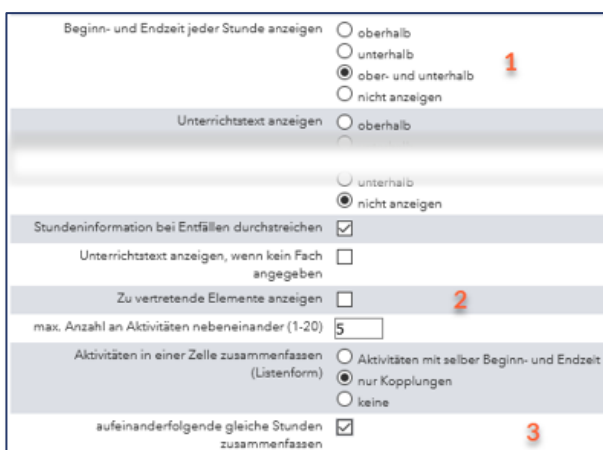 Beginn- und Endzeit jeder Stunde anzeigen
oberhalb
unterhalb
ober- und unterhalb
nicht anzeigen
1
Unterrichtstext anzeigen
oberhalb
unterhalb
nicht anzeigen
Stundeninformation bei Entfällen durchstreichen
Unterrichtstext anzeigen, wenn kein Fach
angegeben
Zu vertretende Elemente anzeigen
2
max. Anzahl an Aktivitäten nebeneinander (1-20)
5
Aktivitäten in einer Zelle zusammenfassen
(Listenform)
Aktivitäten mit selber Beginn- und Endzeit
nur Kopplungen
keine
aufeinanderfolgende gleiche Stunden
zusammenfassen
3